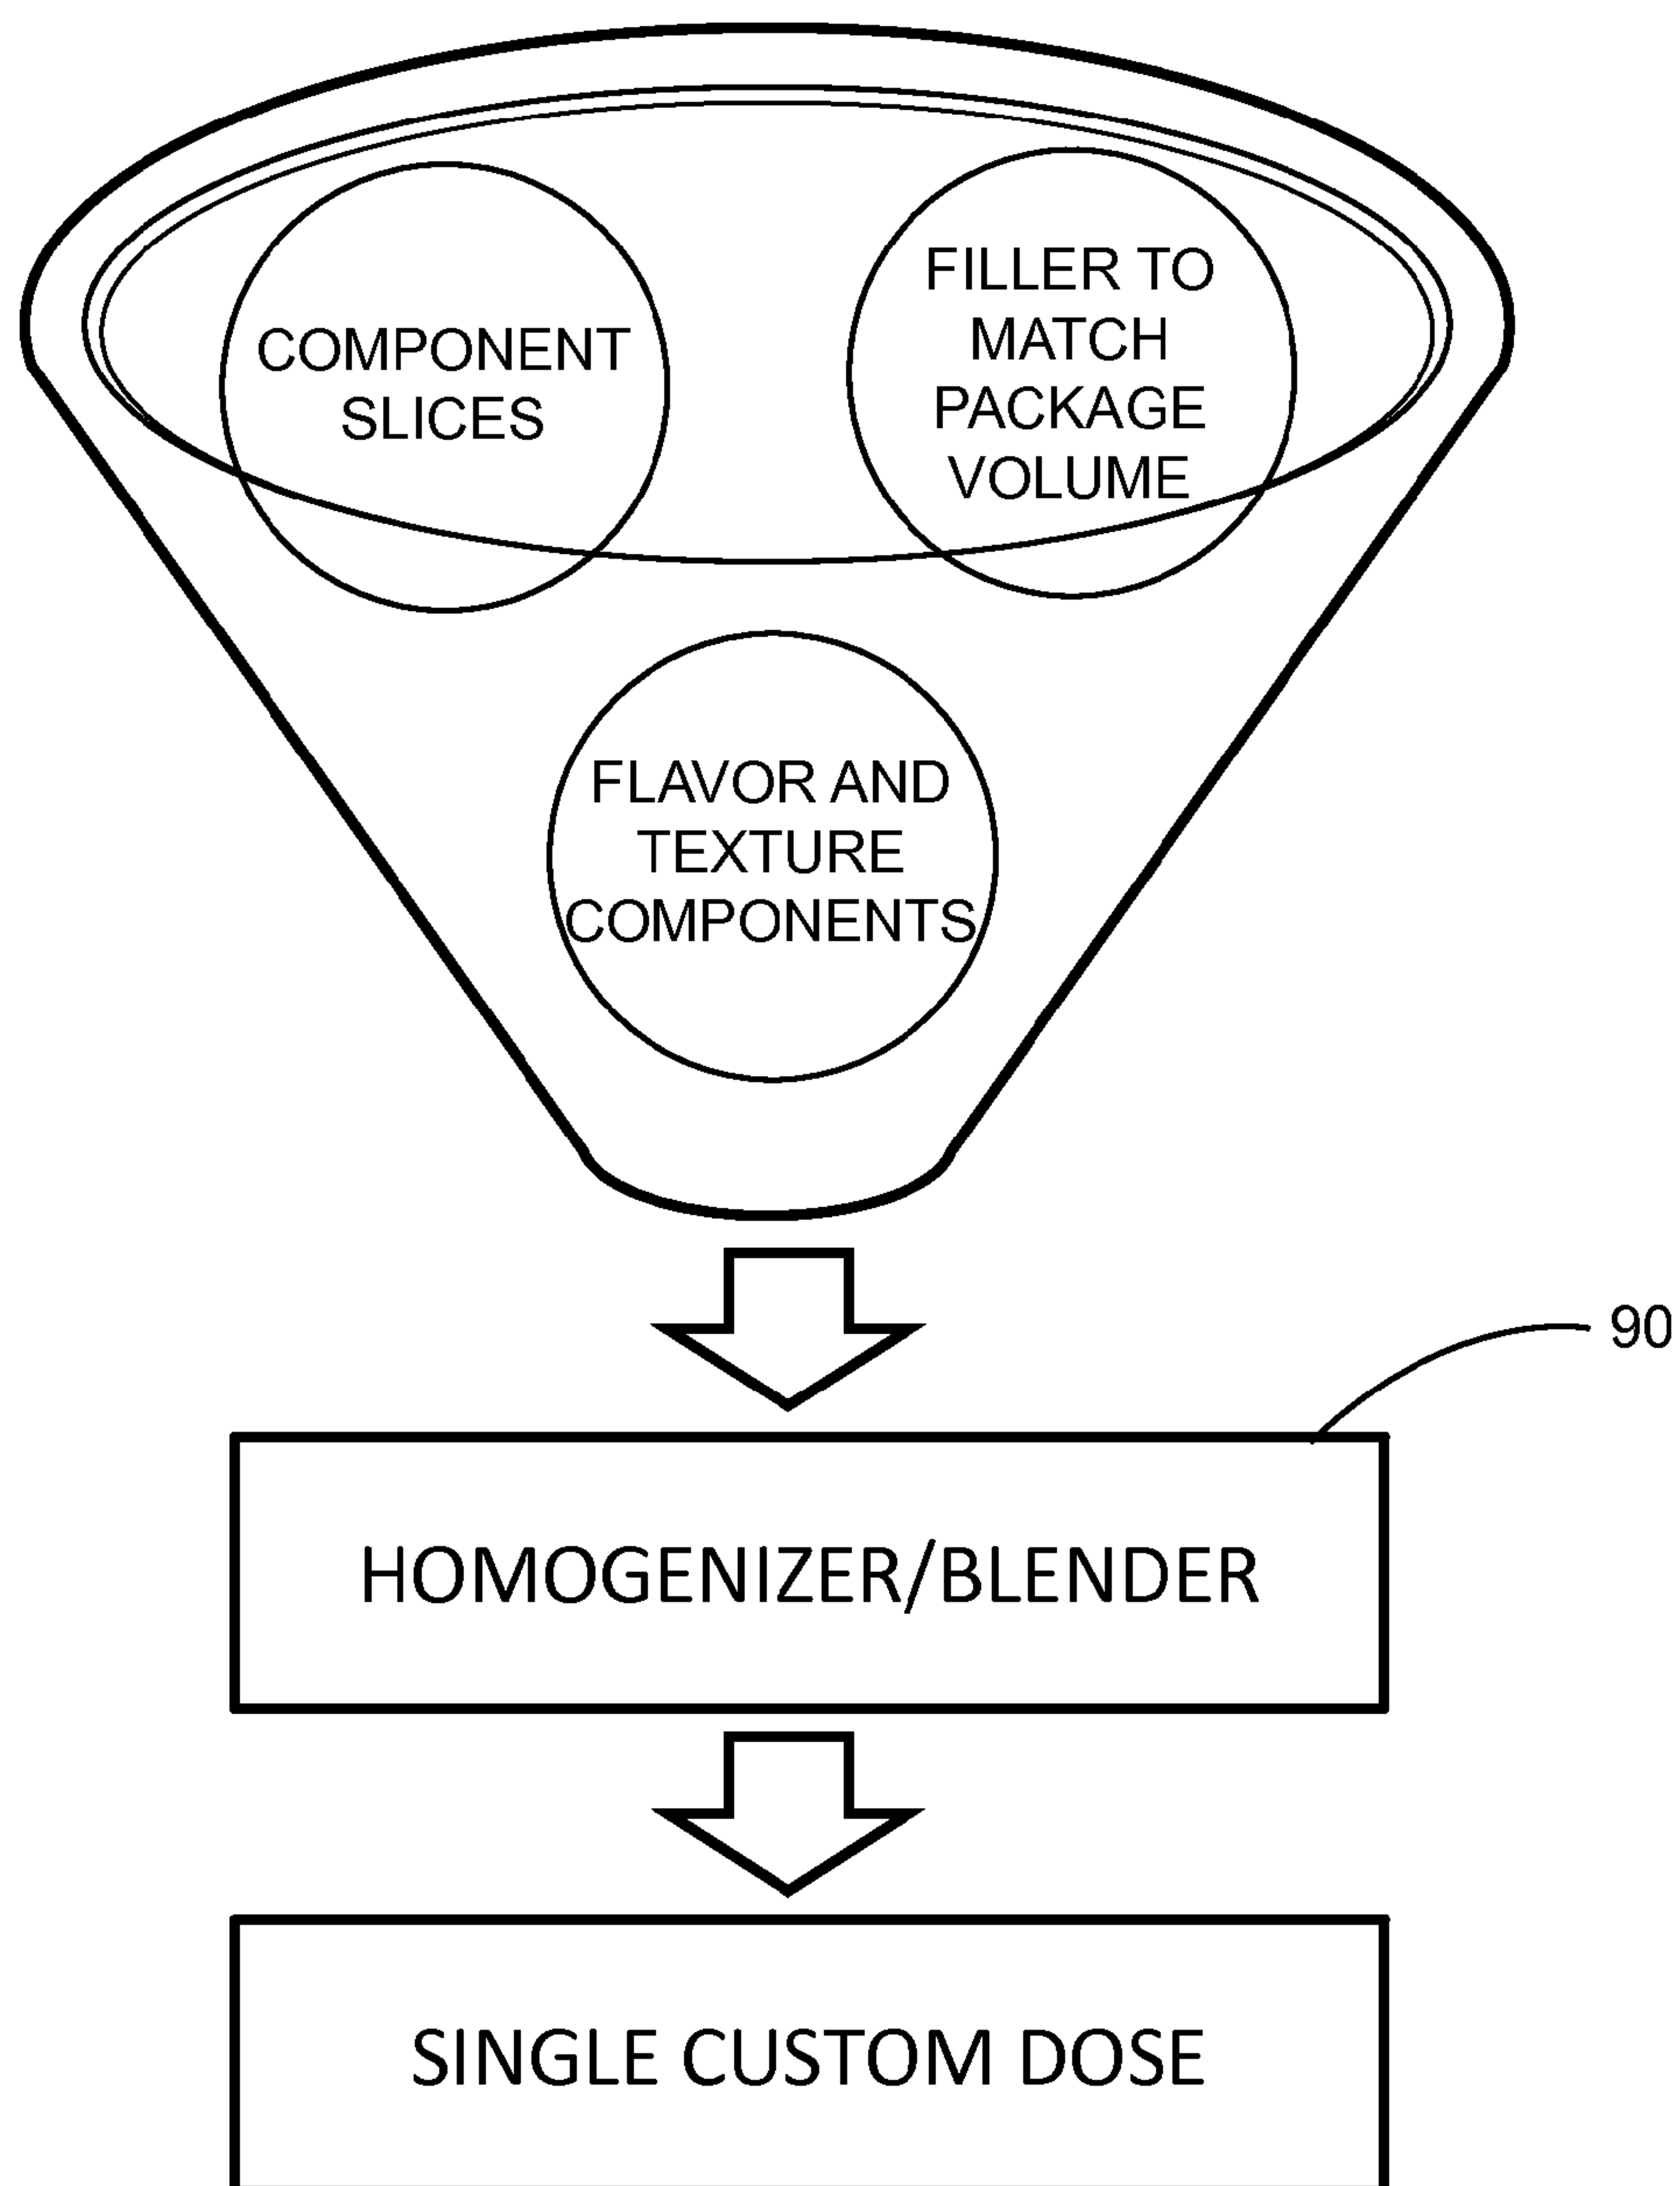 COMPONENT
SLICES
FILLER TO
MATCH
PACKAGE
VOLUME
FLAVOR AND
TEXTURE
COMPONENTS
90
HOMOGENIZER/BLENDER
SINGLE CUSTOM DOSE